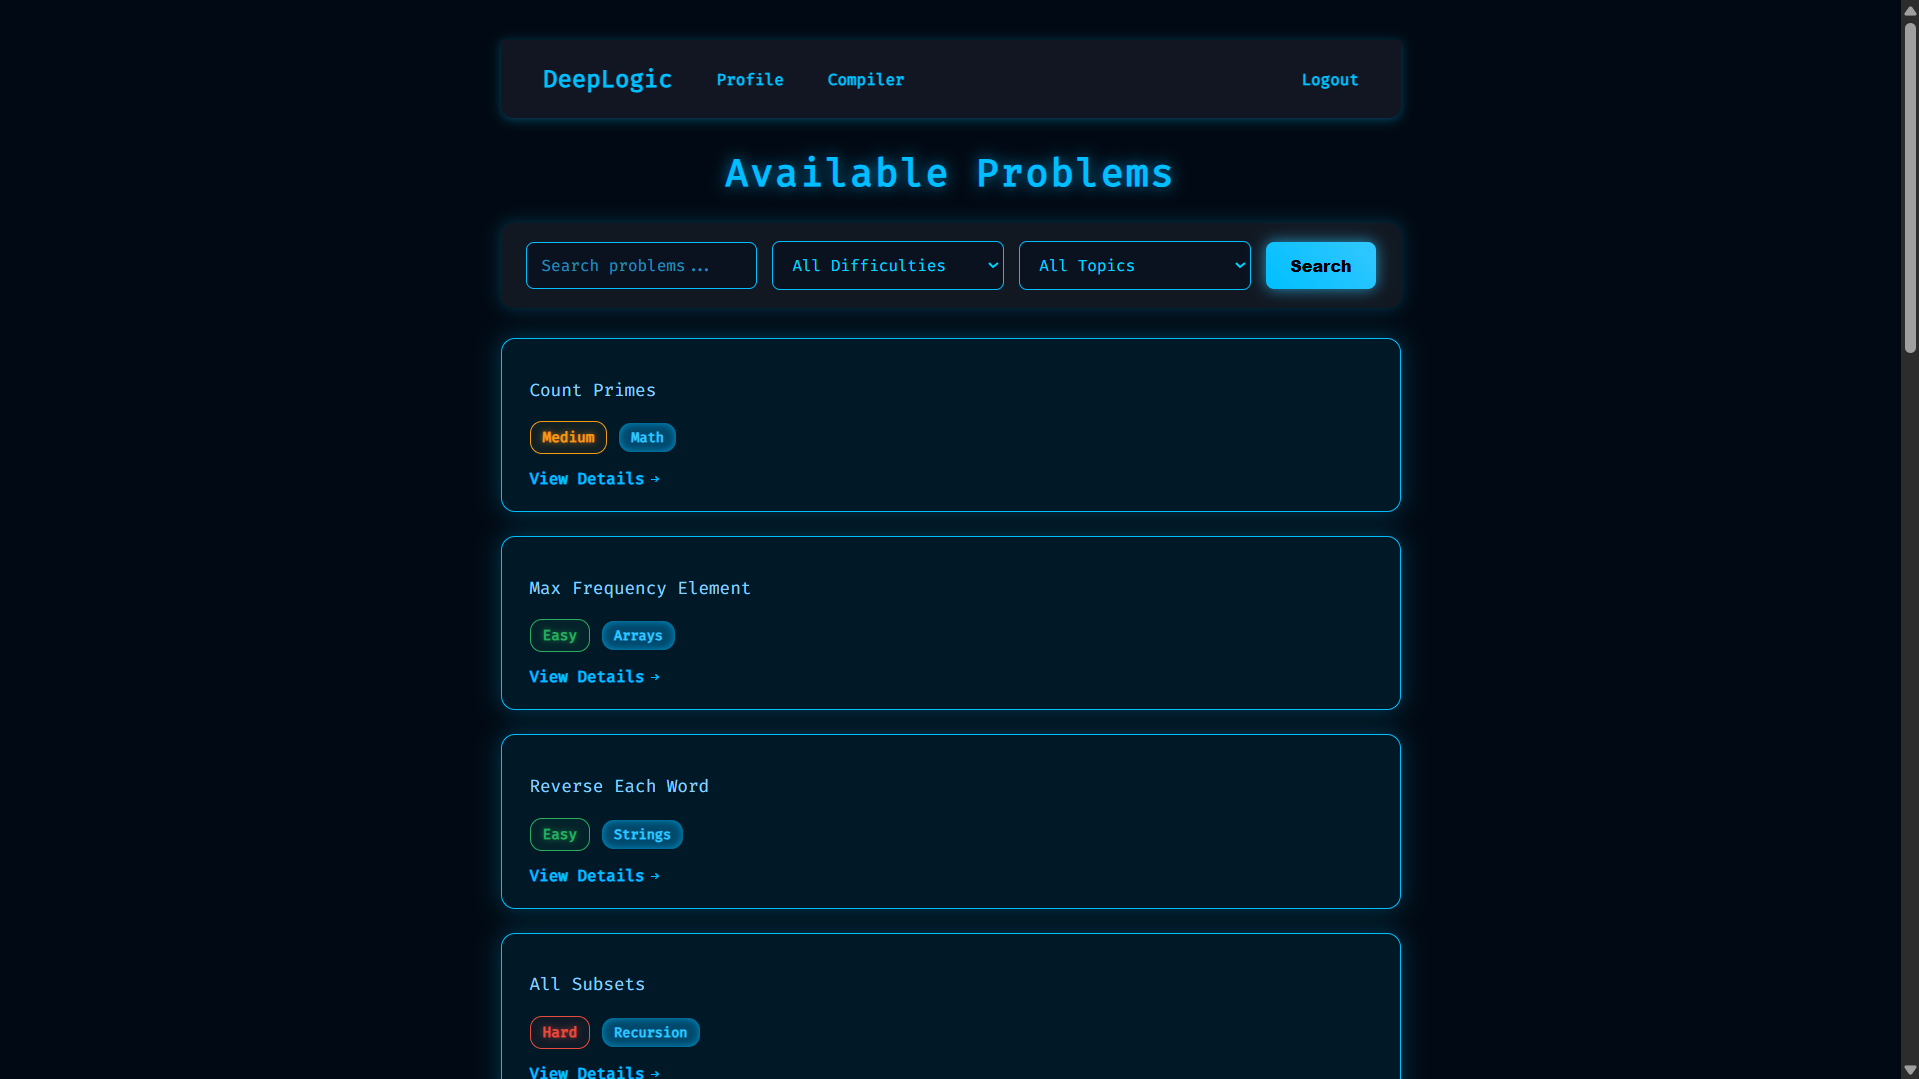 DeepLogic Profile Compiler Logout
Available Problems
Search problems... All Difficulties All Topics Search
Count Primes
Medium Math
View Details →
Max Frequency Element
Easy Arrays
View Details →
Reverse Each Word
Easy Strings
View Details →
All Subsets
Hard Recursion
View Details →